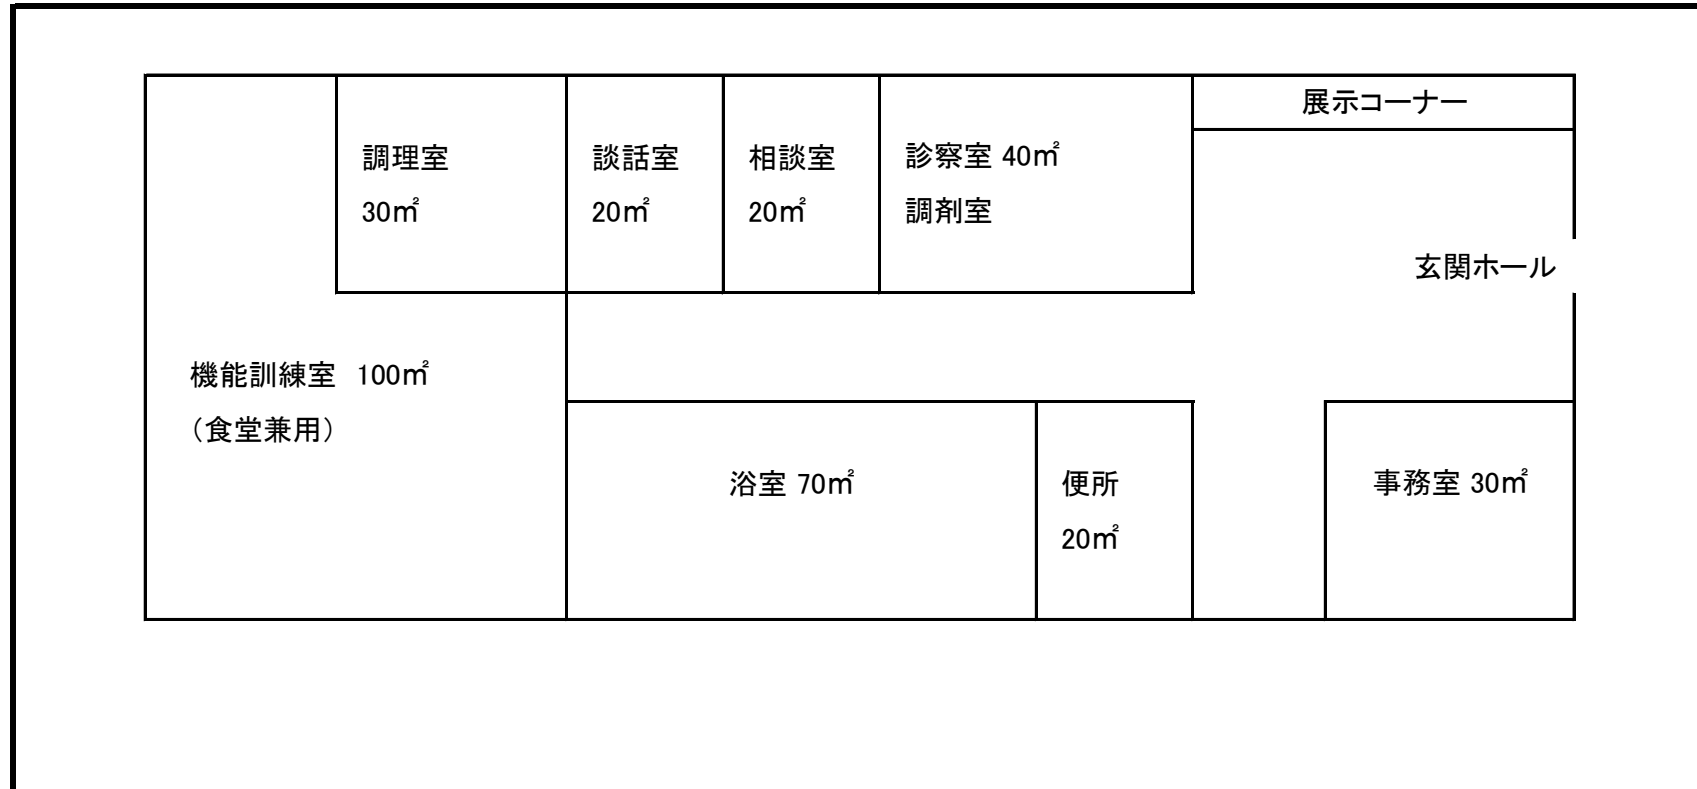 展示コーナー
調理室
30㎡
談話室
20㎡
相談室
20㎡
診察室 40㎡
調剤室
玄関ホール
機能訓練室 100㎡
（食堂兼用）
浴室 70㎡
便所
20㎡
事務室 30㎡